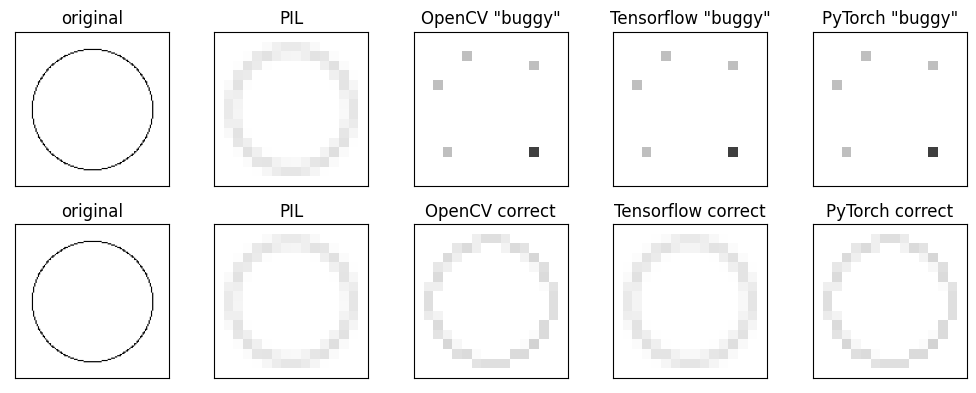 original
PIL
OpenCV "buggy"
Tensorflow "buggy"
PyTorch "buggy"
original
PIL
OpenCV correct
Tensorflow correct
PyTorch correct